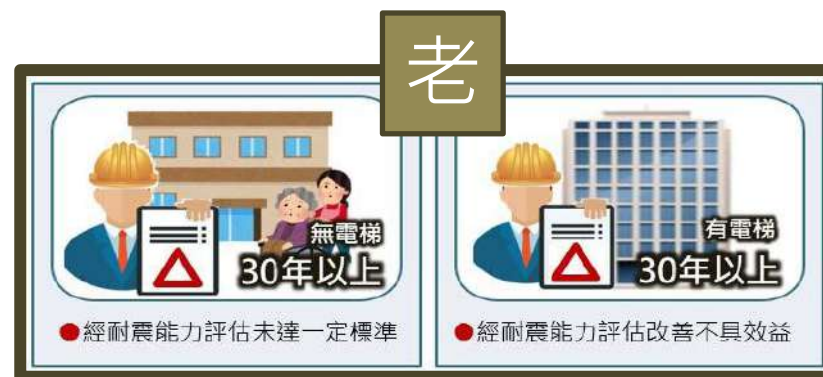 老
無電梯
30年以上
●經耐震能力評估未達一定標準
有電梯
30年以上
●經耐震能力評估改善不具效益